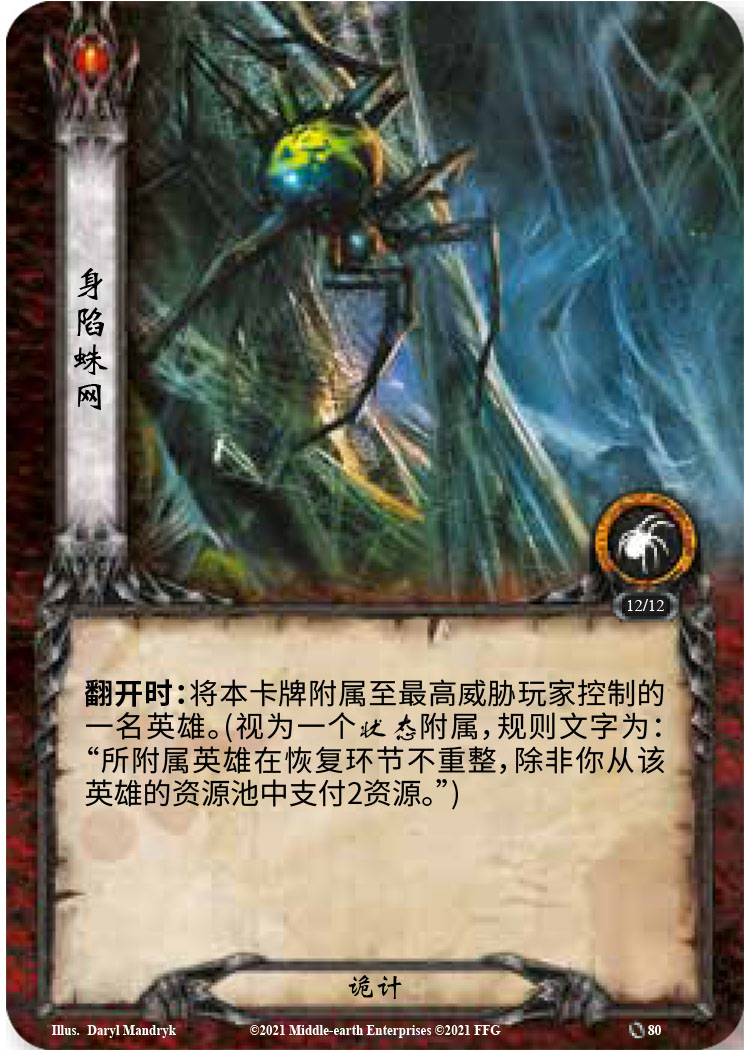 身陷蛛网
12/12
翻开时：将本卡牌附属至最高威胁玩家控制的
一名英雄。(视为一个状态附属，规则文字为：
“所附属英雄在恢复环节不重整，除非你从该
英雄的资源池中支付2资源。”)
诡计
Illus. Daryl Mandryk ©2021 Middle-earth Enterprises ©2021 FFG 80